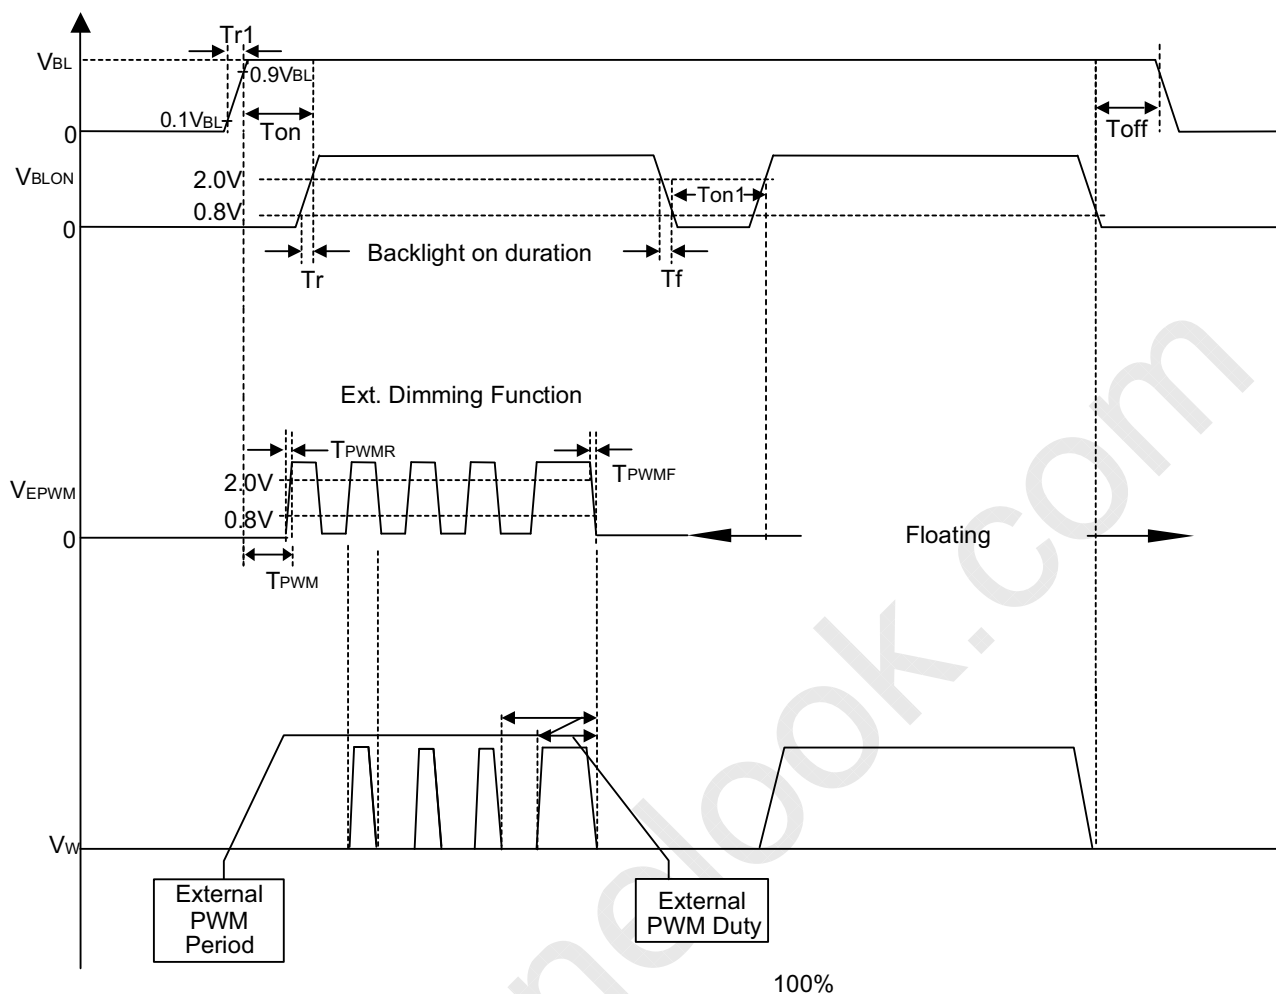 Tr1
VBL
0.9VBL
0.1VBL
Ton
Toff
0
VBLON
2.0V
Ton1
0.8V
0
Backlight on duration
Tr
Tf
Ext. Dimming Function
TPWMR
TPWMF
2.0V
VEPWM
0.8V
Floating
0
TPWM
VW
External
PWM
Period
External
PWM Duty
100%
nelook.com